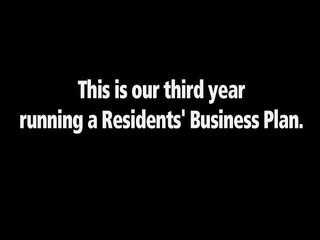 This is our third year
running a Residents' Business Plan.